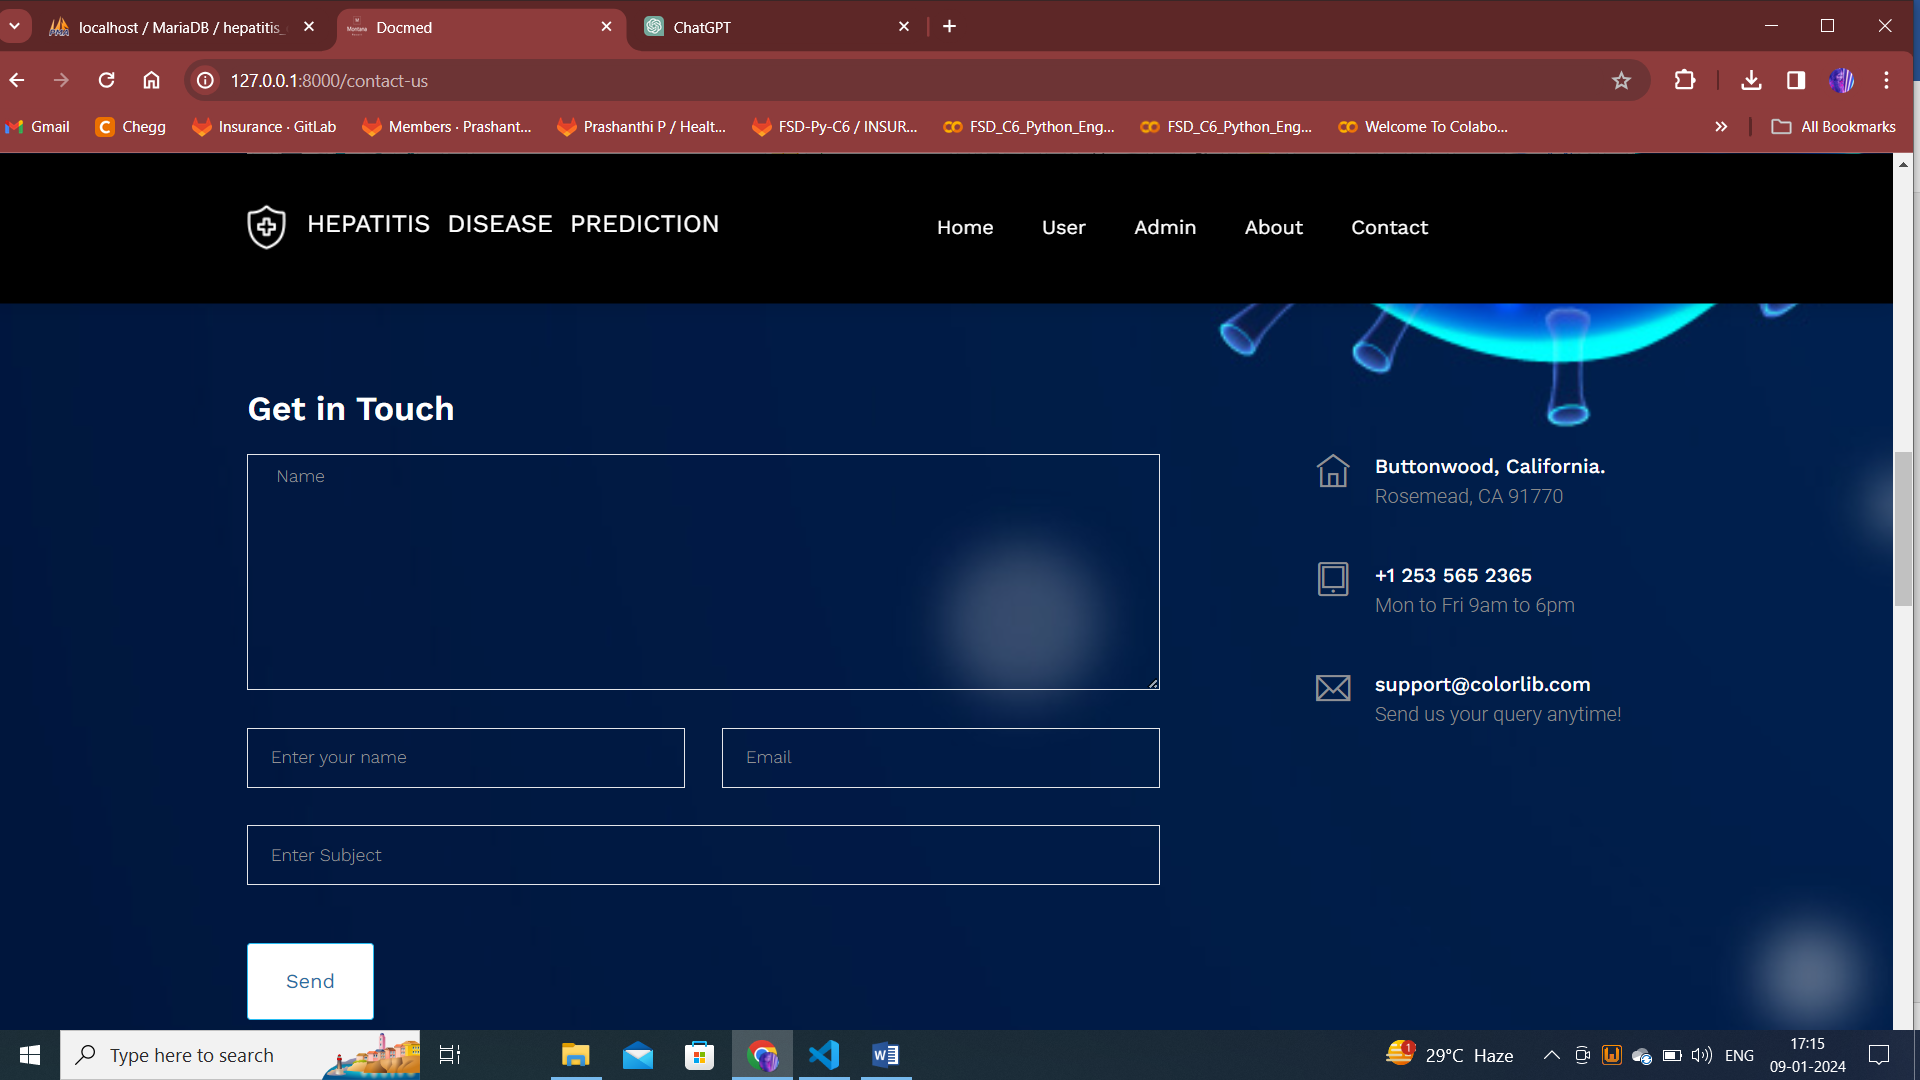 localhost / MariaDB / hepatitis_
Docmed
ChatGPT
127.0.0.1:8000/contact-us
Gmail
Chegg
Insurance · GitLab
Members · Prashant...
Prashanthi P / Healt...
FSD-Py-C6 / INSUR...
FSD_C6_Python_Eng...
FSD_C6_Python_Eng...
Welcome To Colabo...
All Bookmarks
HEPATITIS DISEASE PREDICTION
Home
User
Admin
About
Contact
Get in Touch
Name
Buttonwood, California.
Rosemead, CA 91770
+1 253 565 2365
Mon to Fri 9am to 6pm
support@colorlib.com
Send us your query anytime!
Enter your name
Email
Enter Subject
Send
Type here to search
1
29°C Haze
ENG
17:15
09-01-2024